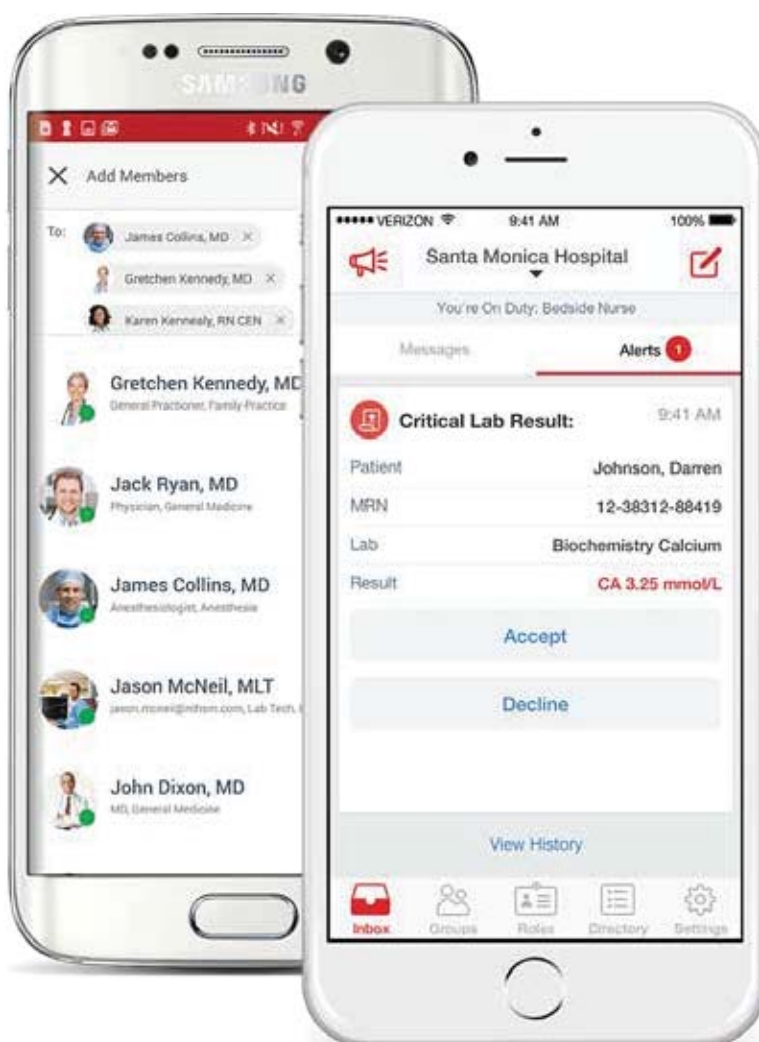 SAMSUNG
Add Members
To:
James Collins, MD ×
Gretchen Kennedy, MD ×
Karen Kennealy, RN CEN ×
Gretchen Kennedy, MD
General Practioner, Family Practice
Jack Ryan, MD
Physician, General Medicine
James Collins, MD
Anesthesiologist, Anesthesia
Jason McNeil, MLT
Lab Tech,
John Dixon, MD
MD, General Medicine
VERIZON 9:41 AM 100%
Santa Monica Hospital
You're On Duty: Bedside Nurse
Messages Alerts 1
Critical Lab Result: 9:41 AM
Patient Johnson, Darren
MRN 12-38312-88419
Lab Biochemistry Calcium
Result CA 3.25 mmol/L
Accept
Decline
View History
Inbox Groups Roles Directory Settings